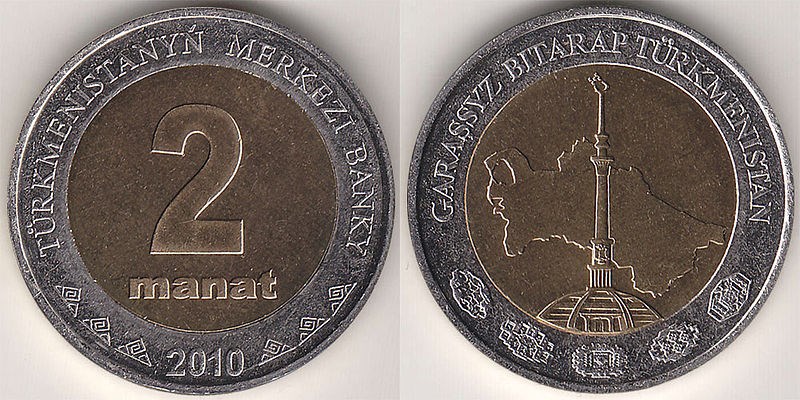 TÜRKMENISTANYŇ MERKEZI BANKY
2
manat
2010
GARAŞSYZ BITARAP TÜRKMENISTAN